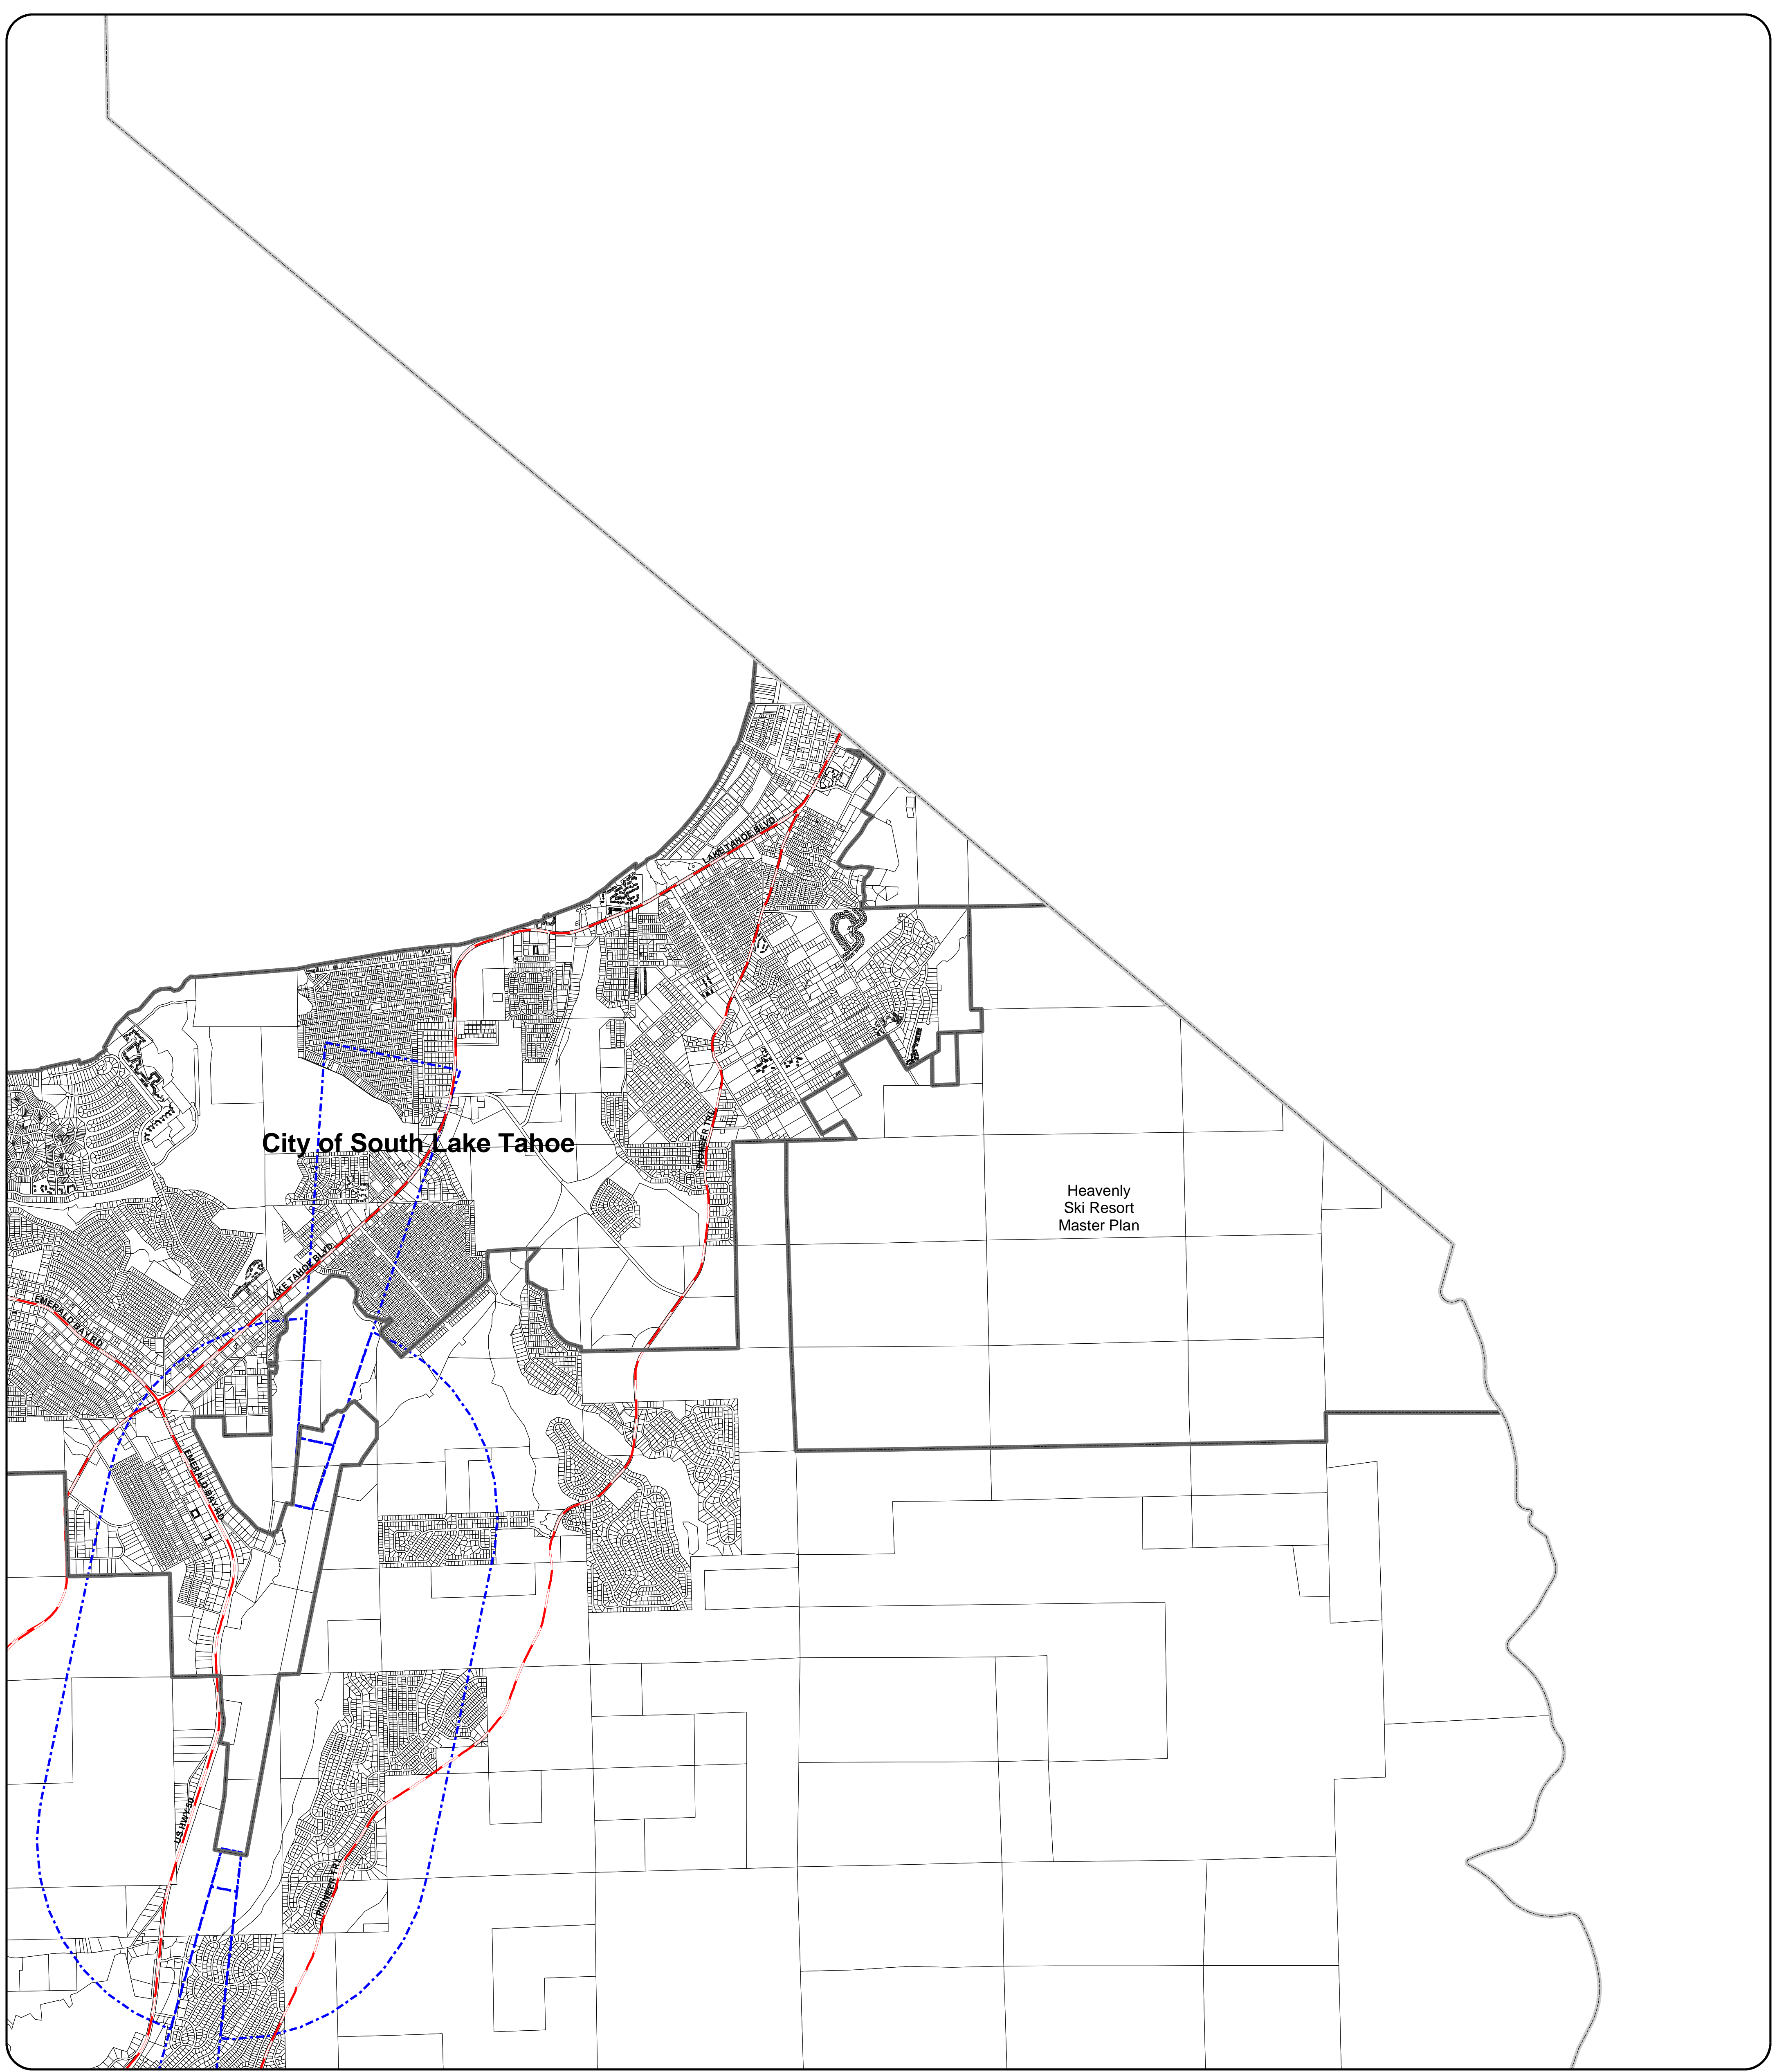 LAKE TAHOE BLVD
City of South Lake Tahoe
PIONEER TRL
Heavenly
Ski Resort
Master Plan
LAKE TAHOE BLVD
EMERALD BAY RD
EMERALD BAY RD
US HWY 50
PIONEER TRL